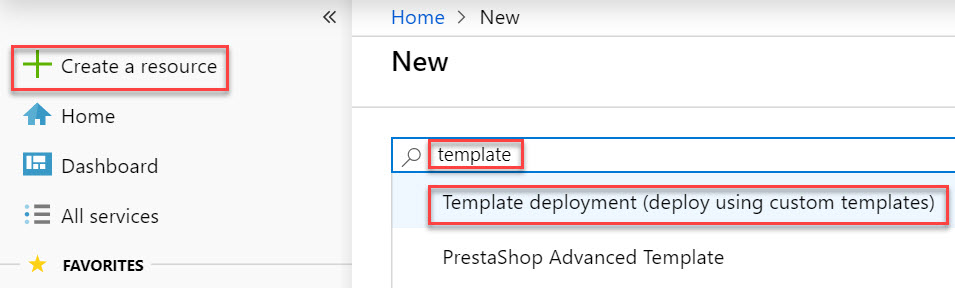 «
Create a resource
Home
Dashboard
All services
FAVORITES
Home > New
New
template
Template deployment (deploy using custom templates)
PrestaShop Advanced Template